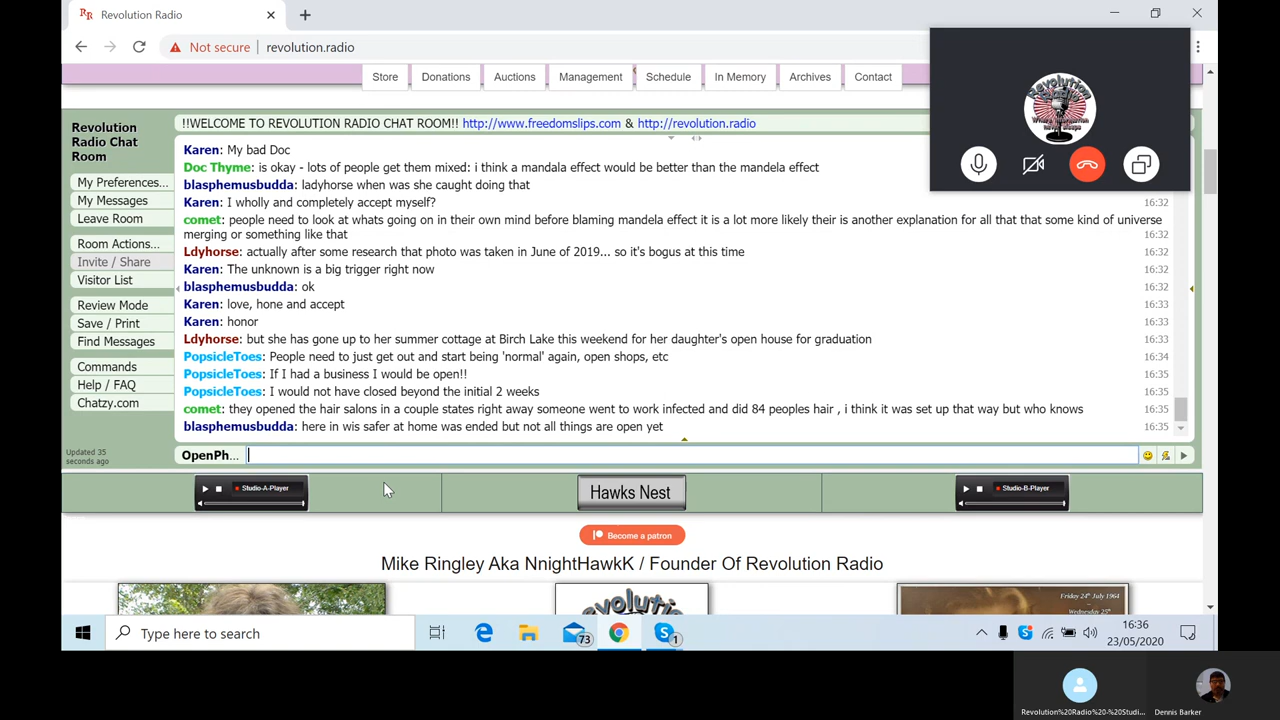 RR Revolution Radio
Not secure | revolution.radio
Store
Donations
Auctions
Management
Schedule
In Memory
Archives
Contact
Revolution
Radio Chat
Room
!!WELCOME TO REVOLUTION RADIO CHAT ROOM!! http://www.freedomslips.com & http://revolution.radio
My Preferences...
My Messages
Leave Room
Room Actions...
Invite / Share
Visitor List
Review Mode
Save / Print
Find Messages
Commands
Help / FAQ
Chatzy.com
Karen: My bad Doc
Doc Thyme: is okay - lots of people get them mixed: i think a mandala effect would be better than the mandela effect
blasphemusbudda: ladyhorse when was she caught doing that
Karen: I wholly and completely accept myself? 16:32
comet: people need to look at whats going on in their own mind before blaming mandela effect it is a lot more likely their is another explanation for all that that some kind of universe
merging or something like that 16:32
Ldyhorse: actually after some research that photo was taken in June of 2019... so it's bogus at this time 16:32
Karen: The unknown is a big trigger right now 16:32
blasphemusbudda: ok 16:32
Karen: love, hone and accept 16:33
Karen: honor 16:33
Ldyhorse: but she has gone up to her summer cottage at Birch Lake this weekend for her daughter's open house for graduation 16:33
PopsicleToes: People need to just get out and start being 'normal' again, open shops, etc 16:34
PopsicleToes: If I had a business I would be open!! 16:35
PopsicleToes: I would not have closed beyond the initial 2 weeks 16:35
comet: they opened the hair salons in a couple states right away someone went to work infected and did 84 peoples hair , i think it was set up that way but who knows 16:35
blasphemusbudda: here in wis safer at home was ended but not all things are open yet 16:35
Updated 35
seconds ago
OpenPh...
Studio-A-Player
Hawks Nest
Studio-B-Player
Become a patron
Mike Ringley Aka NnightHawkK / Founder Of Revolution Radio
Friday 24th July 1964
Wednesday 25th
Type here to search
73
1
16:36
23/05/2020
Revolution%20Radio%20-%20Studi...
Dennis Barker